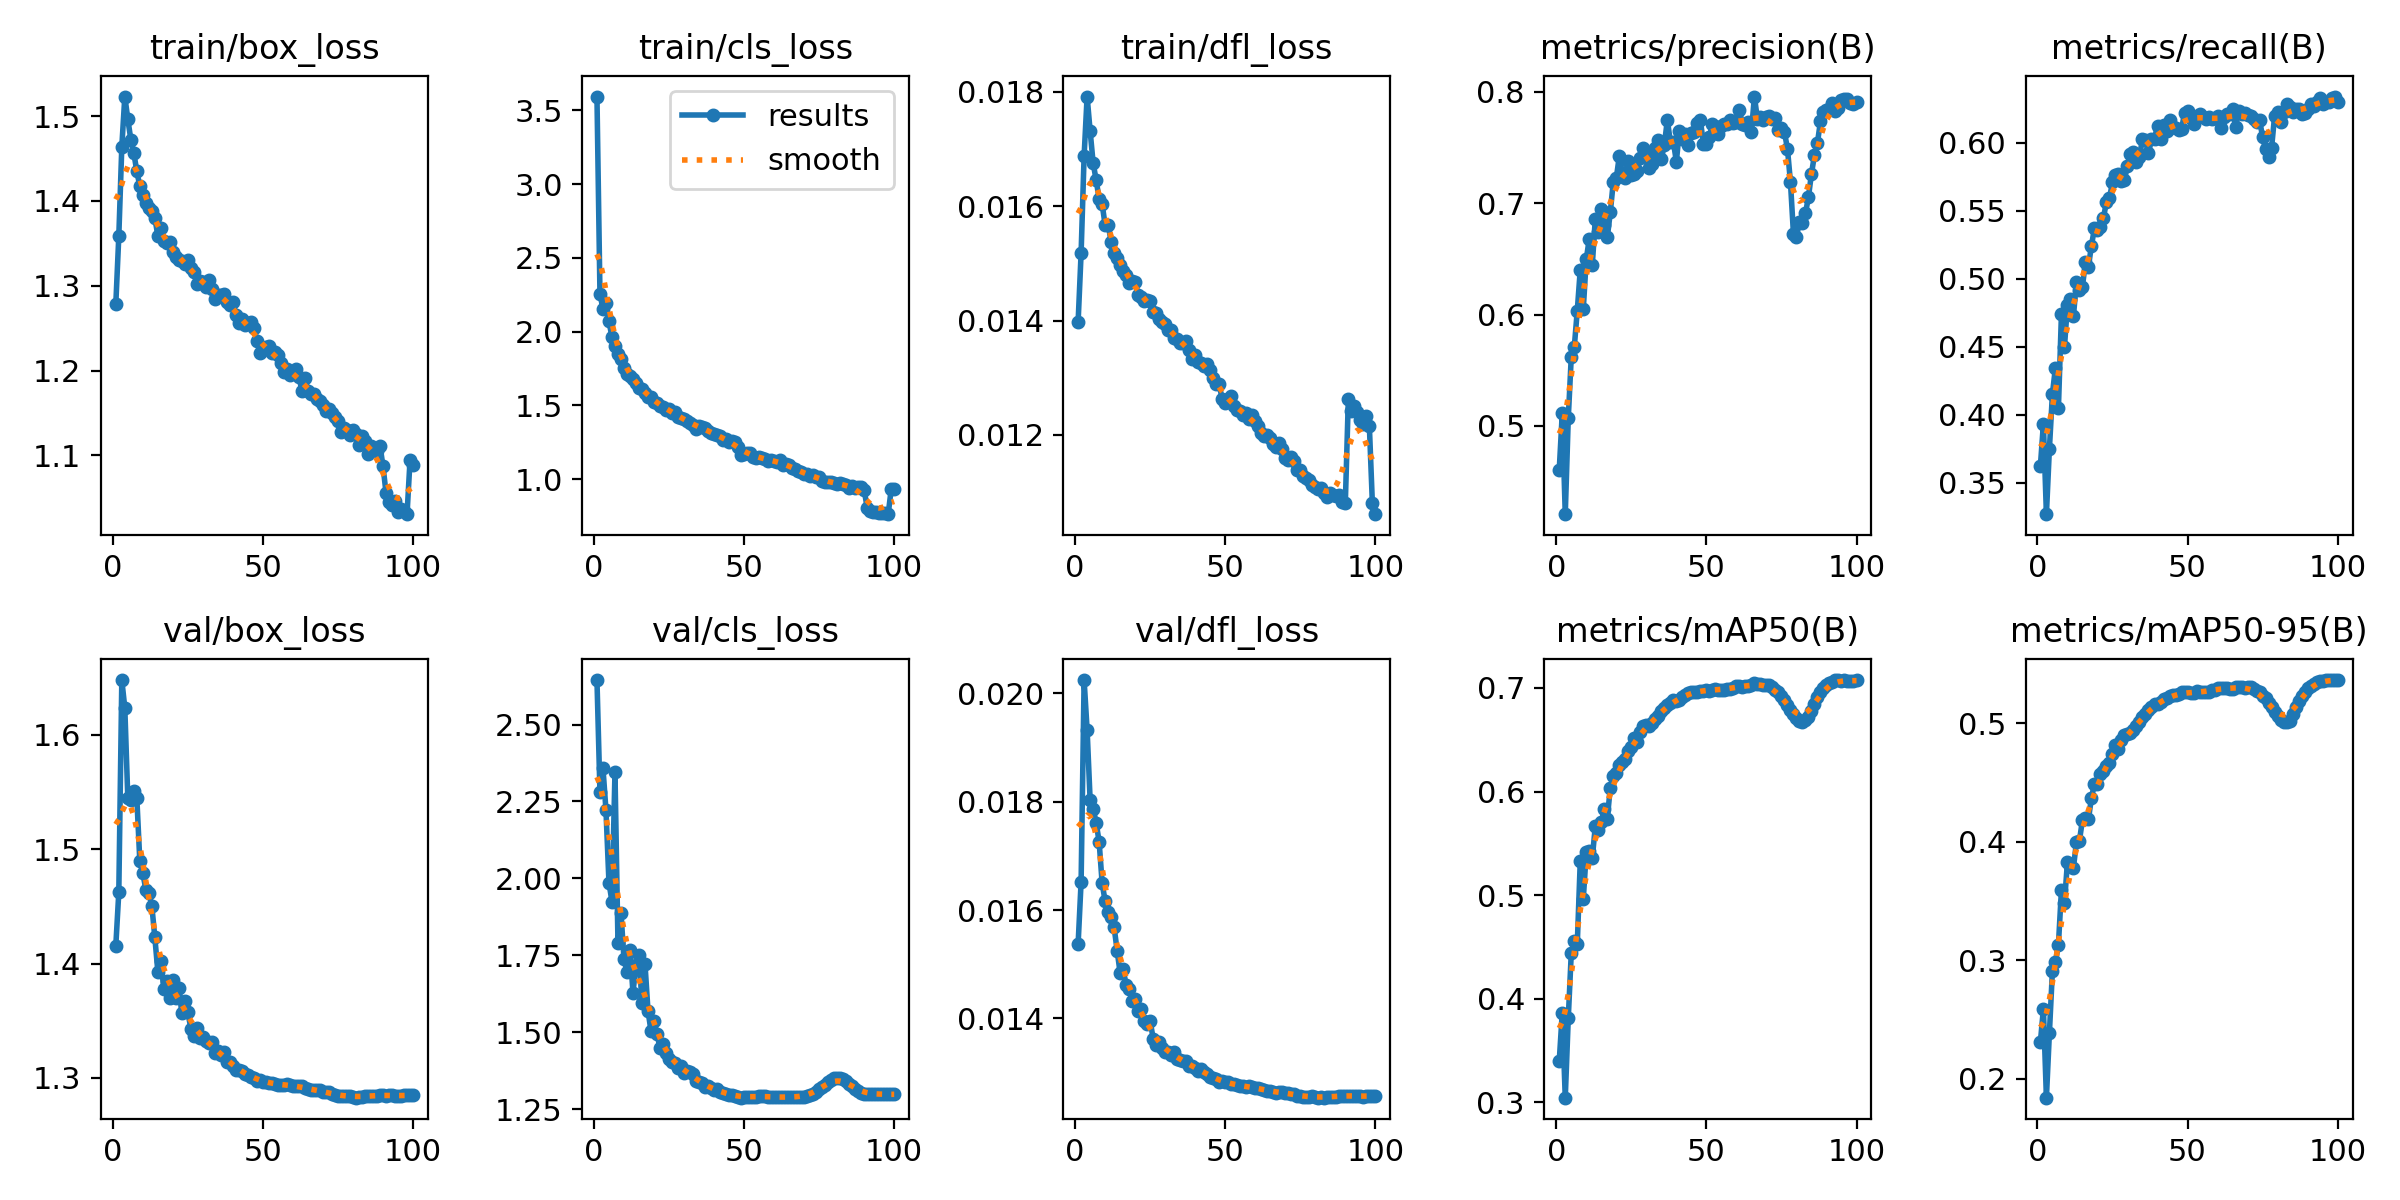 train/box_loss
1.5
1.4
1.3
1.2
1.1
0 50 100
train/cls_loss
results
smooth
3.5
3.0
2.5
2.0
1.5
1.0
0 50 100
train/dfl_loss
0.018
0.016
0.014
0.012
0 50 100
metrics/precision(B)
0.8
0.7
0.6
0.5
0 50 100
metrics/recall(B)
0.60
0.55
0.50
0.45
0.40
0.35
0 50 100
val/box_loss
1.6
1.5
1.4
1.3
0 50 100
val/cls_loss
2.50
2.25
2.00
1.75
1.50
1.25
0 50 100
val/dfl_loss
0.020
0.018
0.016
0.014
0 50 100
metrics/mAP50(B)
0.7
0.6
0.5
0.4
0.3
0 50 100
metrics/mAP50-95(B)
0.5
0.4
0.3
0.2
0 50 100